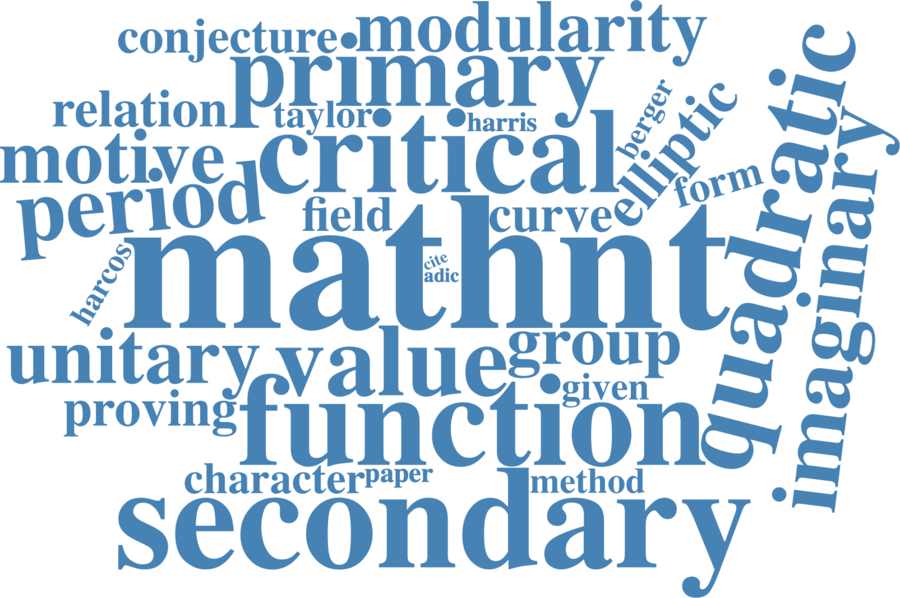 conjecture
modularity
primary
relation
taylor
harris
berger
elliptic
quadratic
imaginary
motive
critical
form
period
field
curve
mathnt
cite
adic
harcos
unitary
value
group
given
proving
function
character
paper
method
secondary